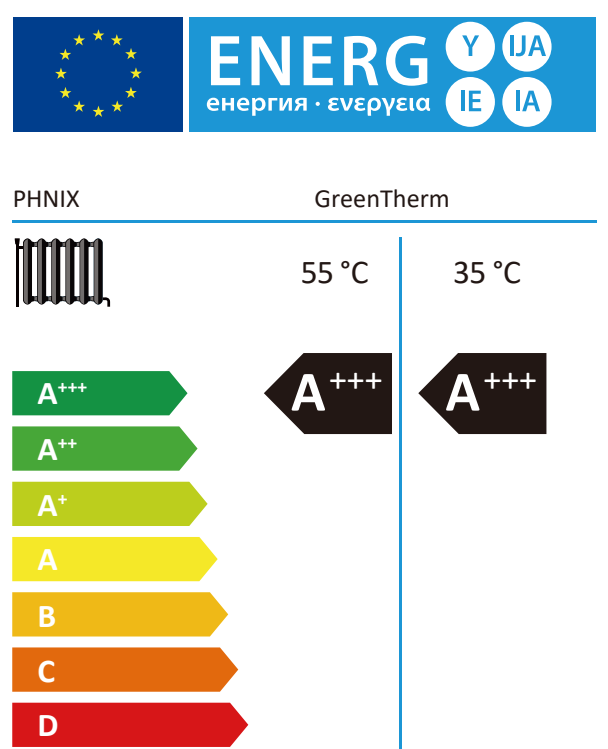 ENERG Y IJA
енергия · ενεργεια IE IA
PHNIX GreenTherm
55 °C 35 °C
A+++ A+++
A+++
A++
A+
A
B
C
D